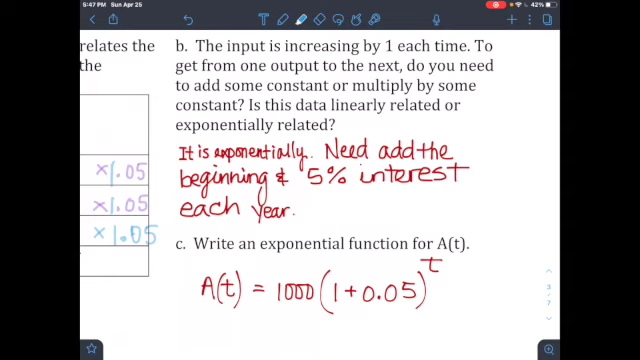 5:47 PM Sun Apr 25
42%
relates the
the
×1.05
×1.05
×1.05
b. The input is increasing by 1 each time. To
get from one output to the next, do you need
to add some constant or multiply by some
constant? Is this data linearly related or
exponentially related?
It is exponentially. Need add the
beginning & 5% interest
each year.
c. Write an exponential function for A(t).
A(t) = 1000(1+0.05)^t
3
/
7